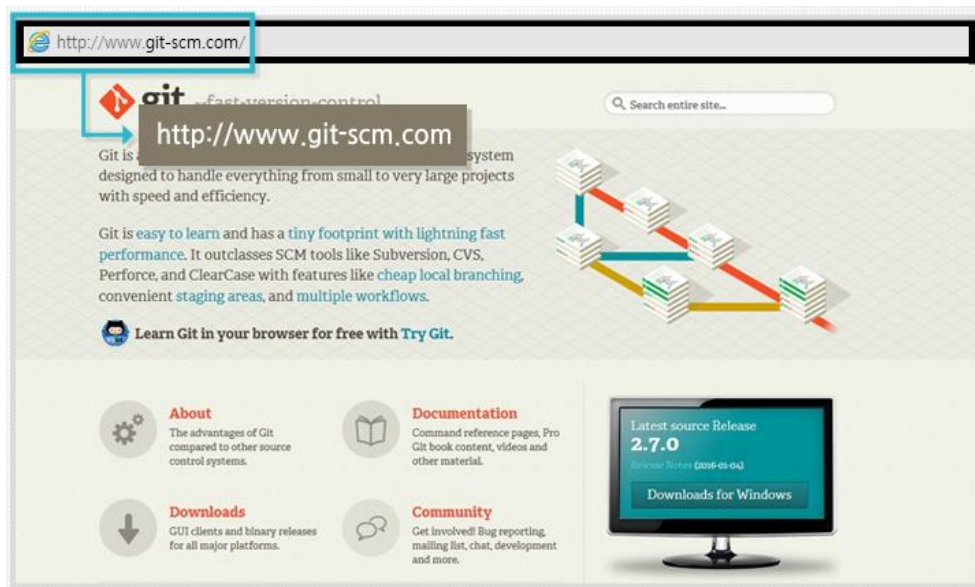 http://www.git-scm.com/
git --fast-version-control
Search entire site...
http://www.git-scm.com
Git is a system
designed to handle everything from small to very large projects
with speed and efficiency.
Git is easy to learn and has a tiny footprint with lightning fast
performance. It outclasses SCM tools like Subversion, CVS,
Perforce, and ClearCase with features like cheap local branching,
convenient staging areas, and multiple workflows.
Learn Git in your browser for free with Try Git.
About
The advantages of Git
compared to other source
control systems.
Documentation
Command reference pages, Pro
Git book content, videos and
other material.
Downloads
GUI clients and binary releases
for all major platforms.
Community
Get involved! Bug reporting,
mailing list, chat, development
and more.
Latest source Release
2.7.0
Release Notes (2016-01-04)
Downloads for Windows